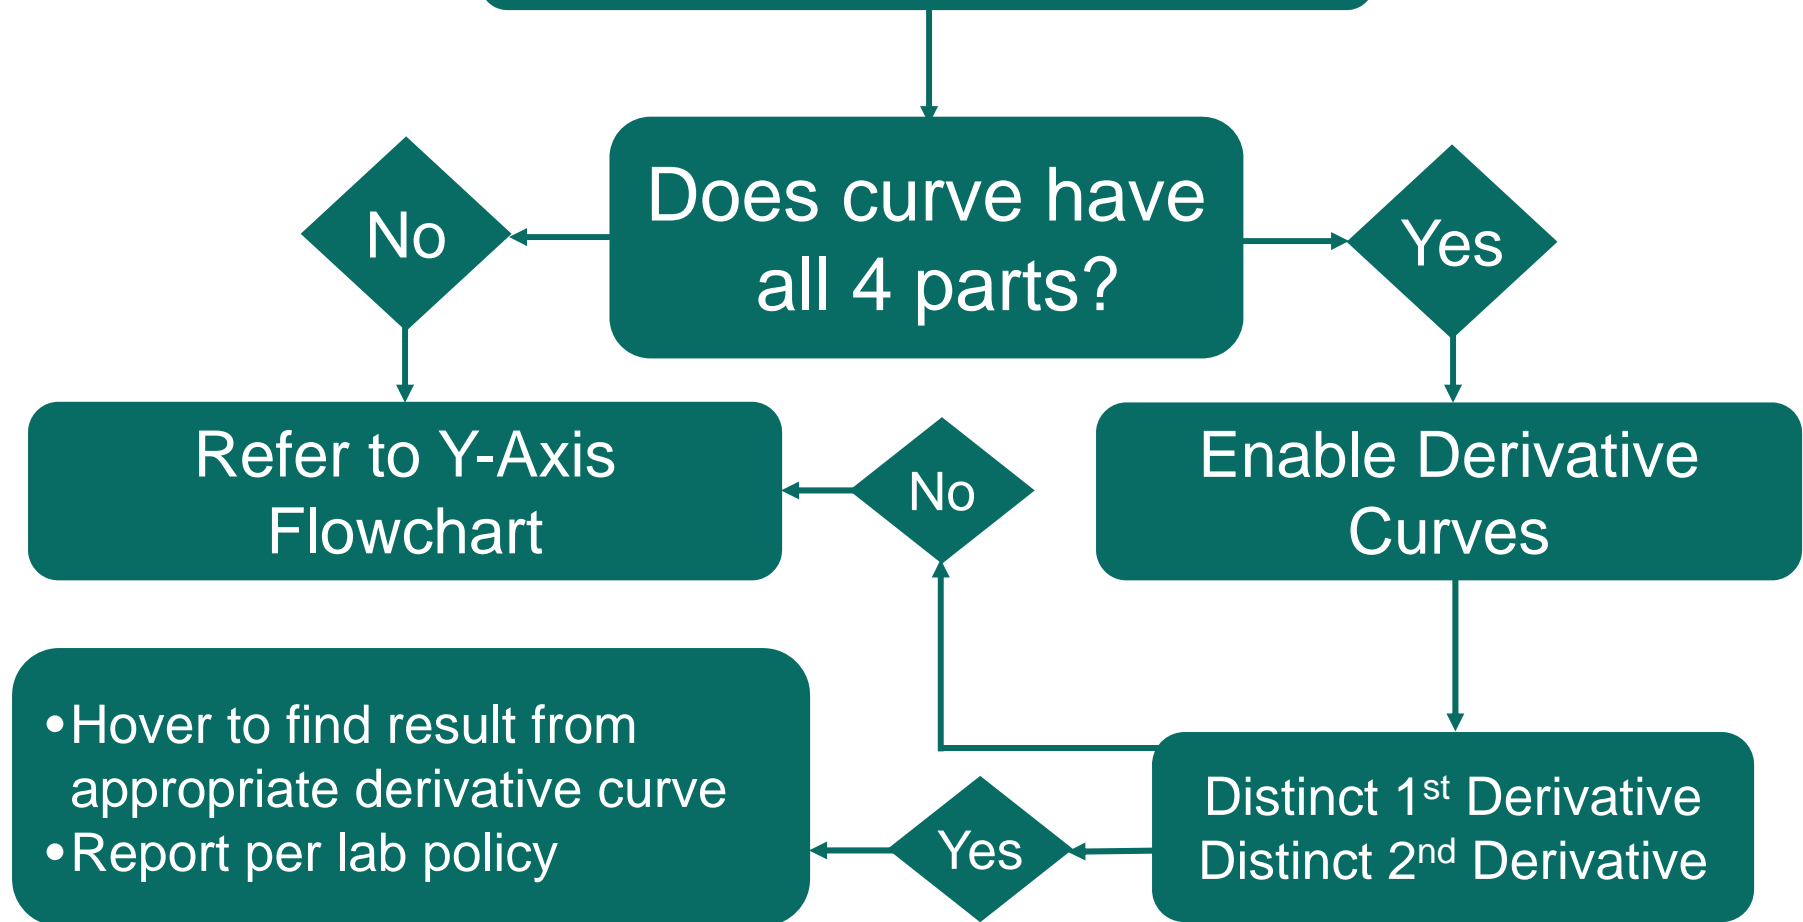 Does curve have
all 4 parts?
No
Yes
Refer to Y-Axis
Flowchart
No
Enable Derivative
Curves
•Hover to find result from
appropriate derivative curve
•Report per lab policy
Yes
Distinct 1st Derivative
Distinct 2nd Derivative